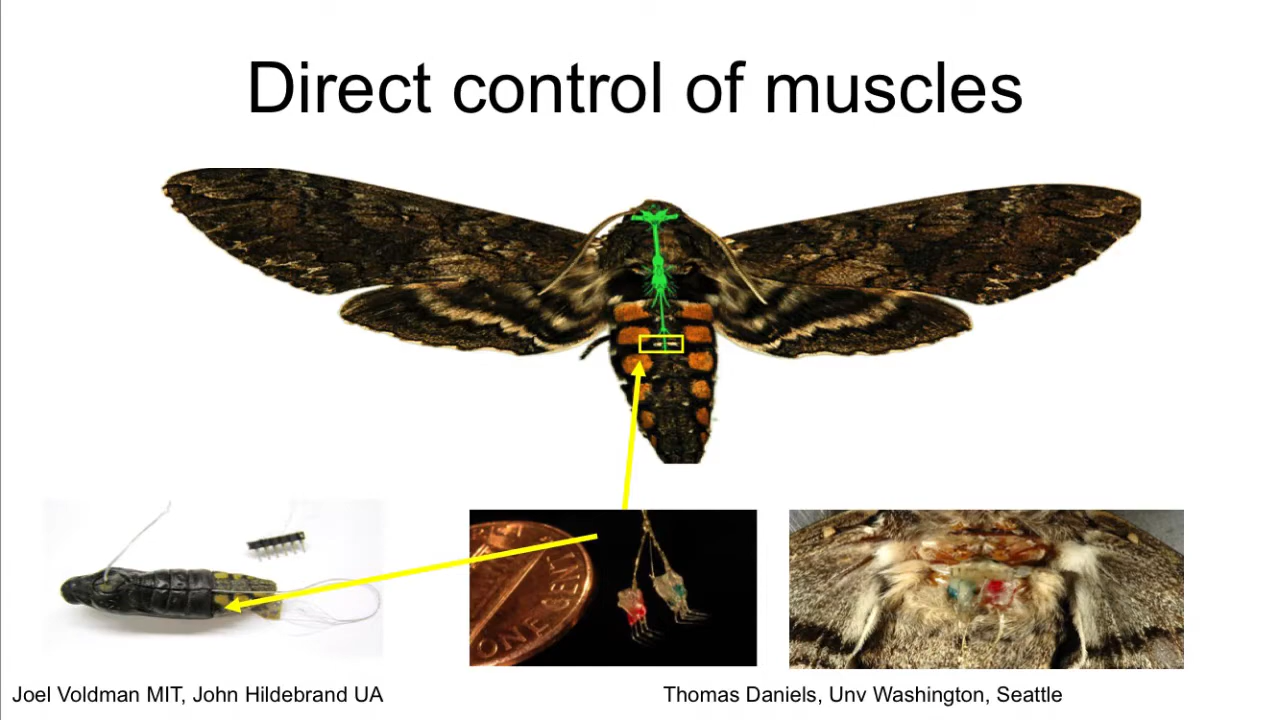 Direct control of muscles
ONE CENT
Joel Voldman MIT, John Hildebrand UA
Thomas Daniels, Unv Washington, Seattle